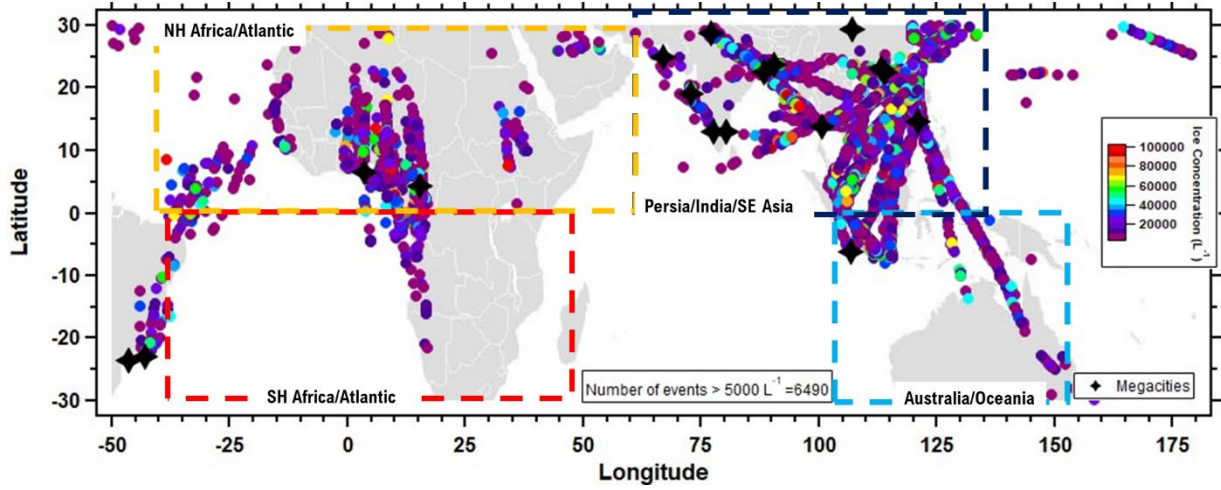 NH Africa/Atlantic
Persia/India/SE Asia
SH Africa/Atlantic
Australia/Oceania
Number of events > 5000 L⁻¹ =6490
Megacities
Ice Concentration (L⁻¹)
100000
80000
60000
40000
20000
Latitude
30
20
10
0
-10
-20
-30
-50
-25
0
25
50
75
100
125
150
175
Longitude